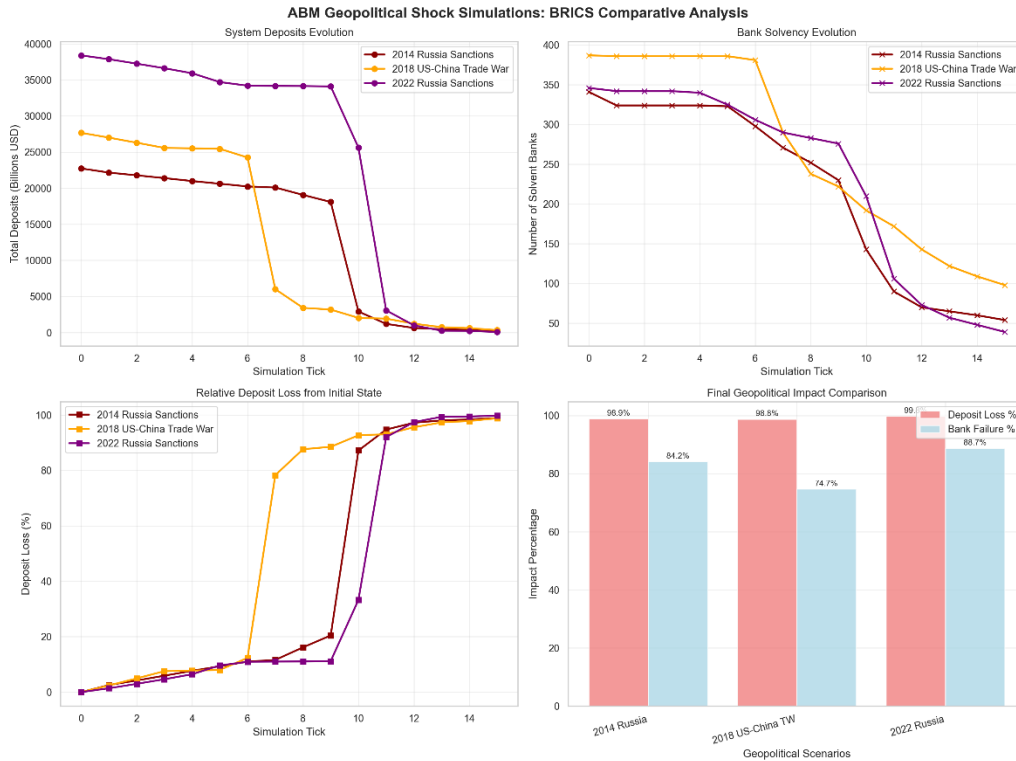 ABM Geopolitical Shock Simulations: BRICS Comparative Analysis
System Deposits Evolution
40000
35000
30000
25000
20000
15000
10000
5000
0
Total Deposits (Billions USD)
2014 Russia Sanctions
2018 US-China Trade War
2022 Russia Sanctions
0 2 4 6 8 10 12 14
Simulation Tick
Bank Solvency Evolution
400
350
300
250
200
150
100
50
Number of Solvent Banks
2014 Russia Sanctions
2018 US-China Trade War
2022 Russia Sanctions
0 2 4 6 8 10 12 14
Simulation Tick
Relative Deposit Loss from Initial State
100
80
60
40
20
0
Deposit Loss (%)
2014 Russia Sanctions
2018 US-China Trade War
2022 Russia Sanctions
0 2 4 6 8 10 12 14
Simulation Tick
Final Geopolitical Impact Comparison
100
80
60
40
20
0
Impact Percentage
Deposit Loss %
Bank Failure %
98.9%
84.2%
98.8%
74.7%
88.7%
2014 Russia
2018 US-China TW
2022 Russia
Geopolitical Scenarios